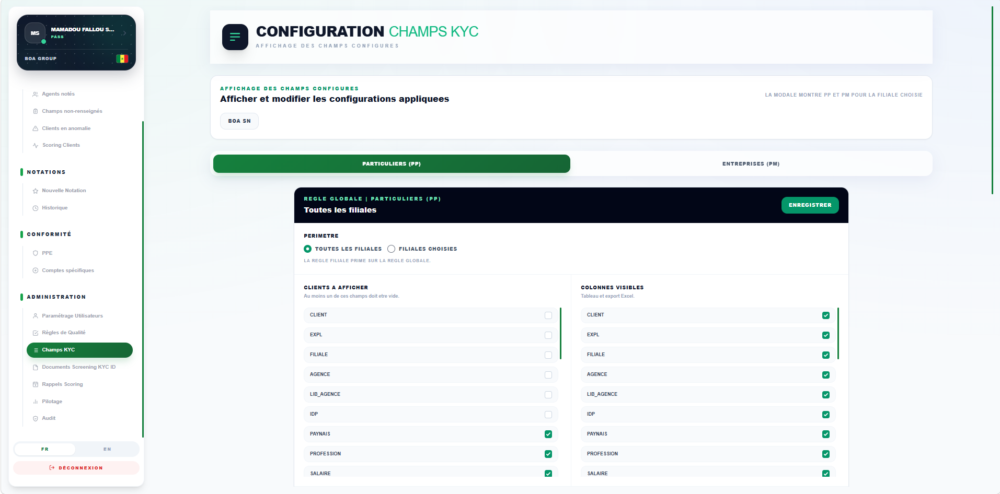 MS
MAMADOU FALLOU S...
PASS
BOA GROUP
Agents notés
Champs non-renseignés
Clients en anomalie
Scoring Clients
NOTATIONS
Nouvelle Notation
Historique
CONFORMITÉ
PPE
Comptes spécifiques
ADMINISTRATION
Paramétrage Utilisateurs
Règles de Qualité
Champs KYC
Documents Screening KYC ID
Rappels Scoring
Pilotage
Audit
FR EN
DÉCONNEXION
CONFIGURATION CHAMPS KYC
AFFICHAGE DES CHAMPS CONFIGURES
AFFICHAGE DES CHAMPS CONFIGURES
Afficher et modifier les configurations appliquees
LA MODALE MONTRE PP ET PM POUR LA FILIALE CHOISIE
BOA SN
PARTICULIERS (PP) ENTREPRISES (PM)
REGLE GLOBALE | PARTICULIERS (PP)
Toutes les filiales
ENREGISTRER
PERIMETRE
TOUTES LES FILIALES FILIALES CHOISIES
LA REGLE FILIALE PRIME SUR LA REGLE GLOBALE.
CLIENTS A AFFICHER
Au moins un de ces champs doit etre vide.
CLIENT
EXPL
FILIALE
AGENCE
LIB_AGENCE
IDP
PAYNAIS
PROFESSION
SALAIRE
COLONNES VISIBLES
Tableau et export Excel.
CLIENT
EXPL
FILIALE
AGENCE
LIB_AGENCE
IDP
PAYNAIS
PROFESSION
SALAIRE